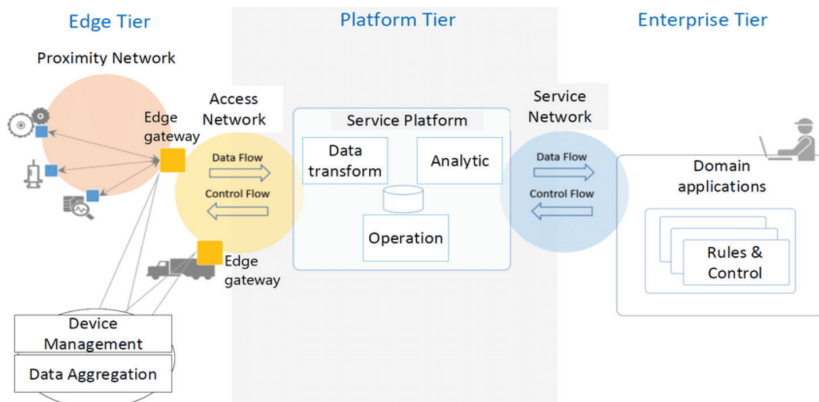 Edge Tier
Platform Tier
Enterprise Tier
Proximity Network
Edge
gateway
Access
Network
Data Flow
Control Flow
Edge
gateway
Device
Management
Data Aggregation
Service Platform
Data
transform
Analytic
Operation
Service
Network
Data Flow
Control Flow
Domain
applications
Rules &
Control